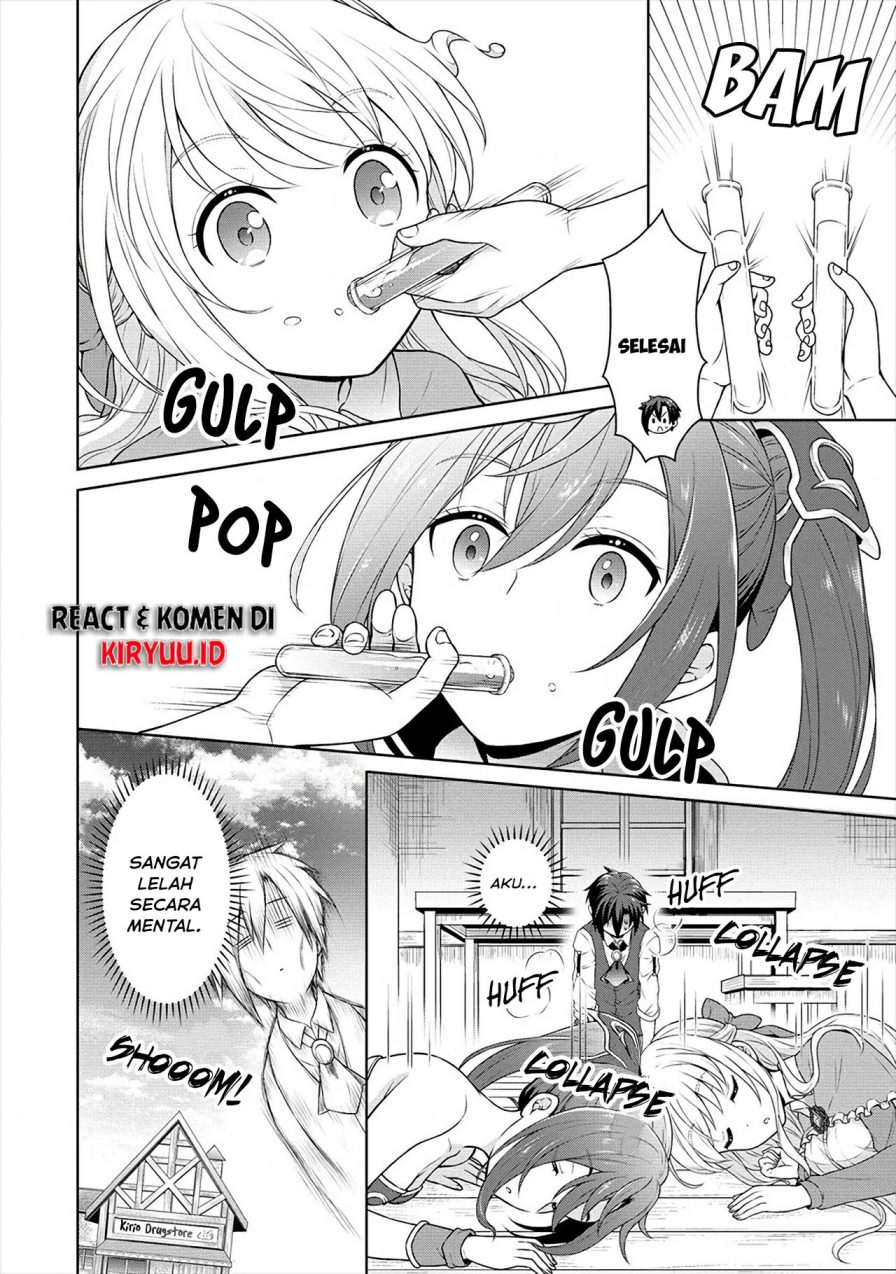 BAM
SELESAI
GULP
POP
REACT & KOMEN DI
KIRYUU.ID
GULP
AKU...
HUFF
COLLAPSE
HUFF
COLLAPSE
SANGAT
LELAH
SECARA
MENTAL.
SHOOOM!
Kirio Drugstore